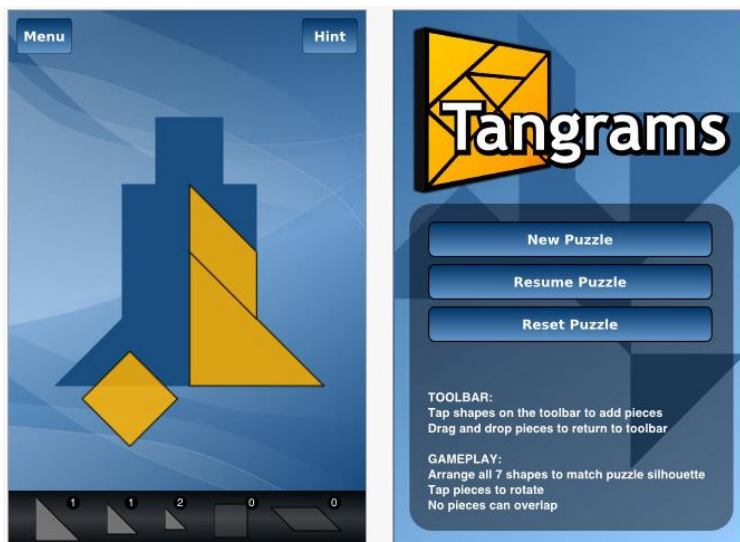 Menu
Hint
1
1
2
0
0
Tangrams
New Puzzle
Resume Puzzle
Reset Puzzle
TOOLBAR:
Tap shapes on the toolbar to add pieces
Drag and drop pieces to return to toolbar
GAMEPLAY:
Arrange all 7 shapes to match puzzle silhouette
Tap pieces to rotate
No pieces can overlap